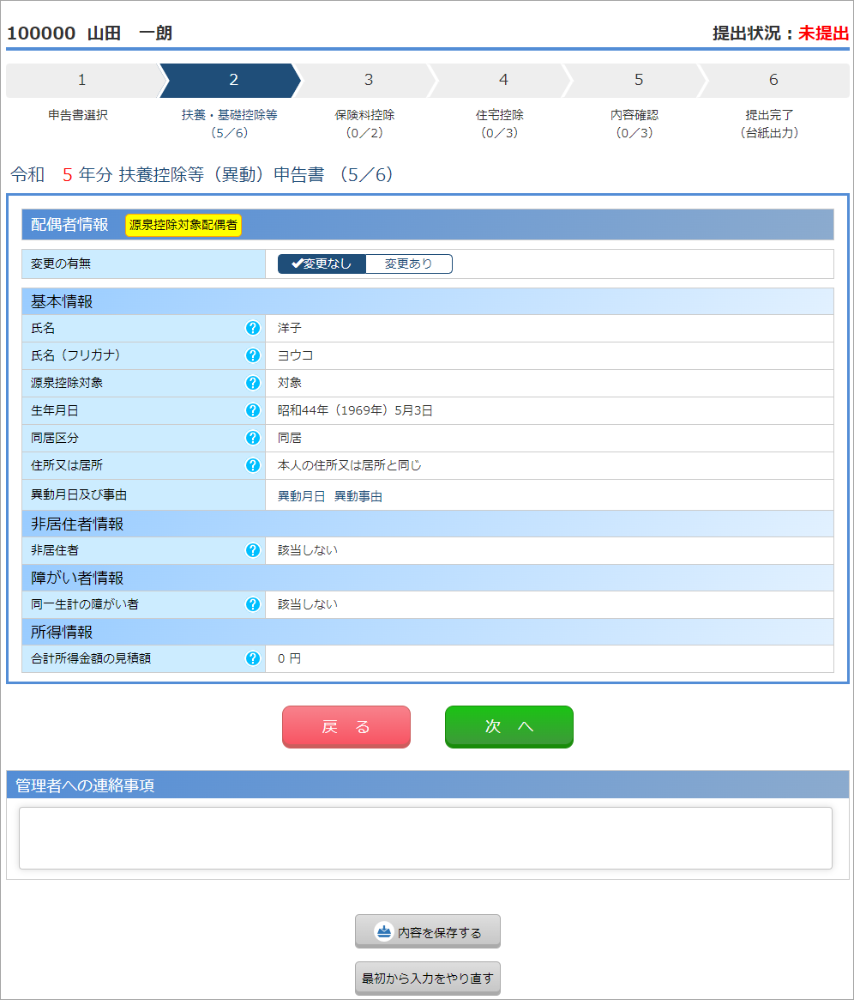 100000 山田　一朗
提出状況：未提出
1 2 3 4 5 6
申告書選択 扶養・基礎控除等 保険料控除 住宅控除 内容確認 提出完了
（5／6） （0／2） （0／3） （0／3） （台紙出力）
令和　5 年分 扶養控除等（異動）申告書 （5／6）
配偶者情報 源泉控除対象配偶者
変更の有無 変更なし 変更あり
基本情報
氏名 ? 洋子
氏名（フリガナ） ? ヨウコ
源泉控除対象 ? 対象
生年月日 ? 昭和44年（1969年）5月3日
同居区分 ? 同居
住所又は居所 ? 本人の住所又は居所と同じ
異動月日及び事由 異動月日 異動事由
非居住者情報
非居住者 ? 該当しない
障がい者情報
同一生計の障がい者 ? 該当しない
所得情報
合計所得金額の見積額 ? 0 円
戻　る 次　へ
管理者への連絡事項
内容を保存する
最初から入力をやり直す